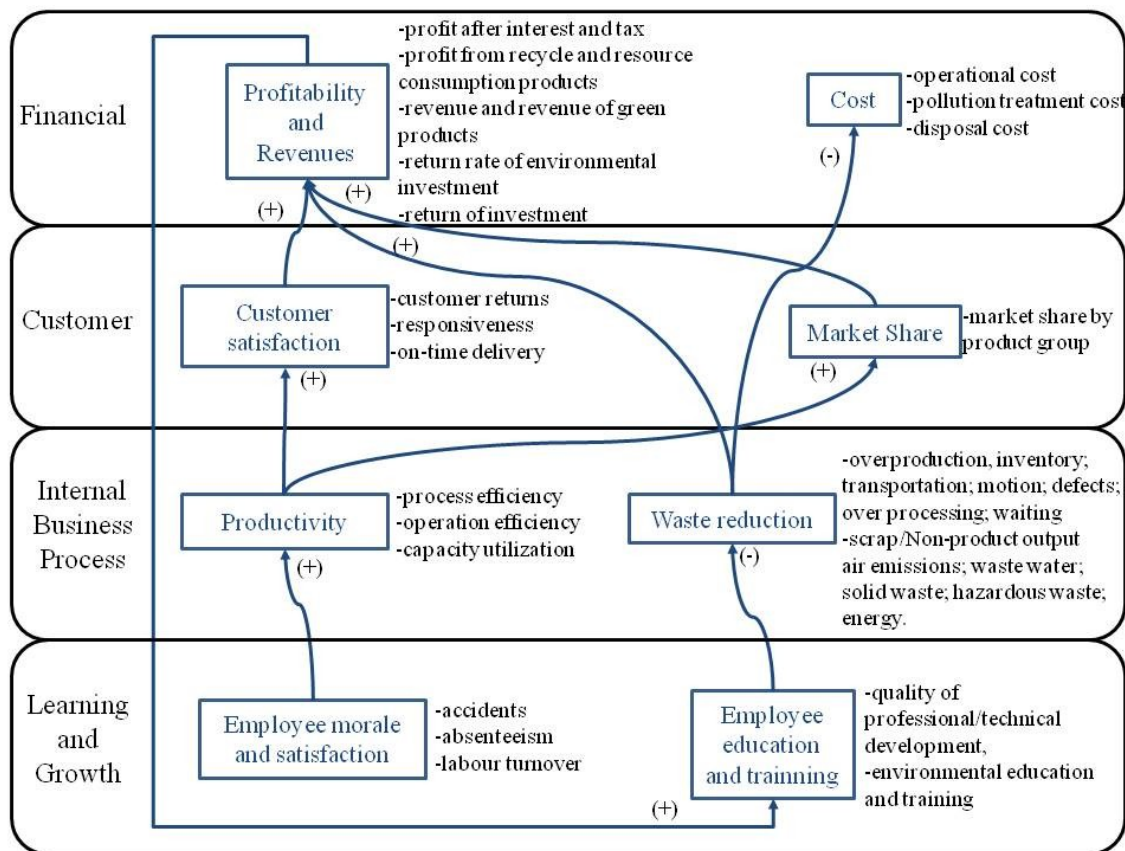 Financial
Profitability
and
Revenues
-profit after interest and tax
-profit from recycle and resource
consumption products
-revenue and revenue of green
products
-return rate of environmental
investment
-return of investment
Cost
-operational cost
-pollution treatment cost
-disposal cost
(-)
(+)
(+)
(+)
Customer
Customer
satisfaction
-customer returns
-responsiveness
-on-time delivery
(+)
Market Share
-market share by
product group
(+)
Internal
Business
Process
Productivity
-process efficiency
-operation efficiency
-capacity utilization
(+)
Waste reduction
(-)
-overproduction, inventory;
transportation; motion; defects;
over processing; waiting
-scrap/Non-product output
air emissions; waste water;
solid waste; hazardous waste;
energy.
Learning
and
Growth
Employee morale
and satisfaction
-accidents
-absenteeism
-labour turnover
Employee
education
and trainning
-quality of
professional/technical
development,
-environmental education
and training
(+)